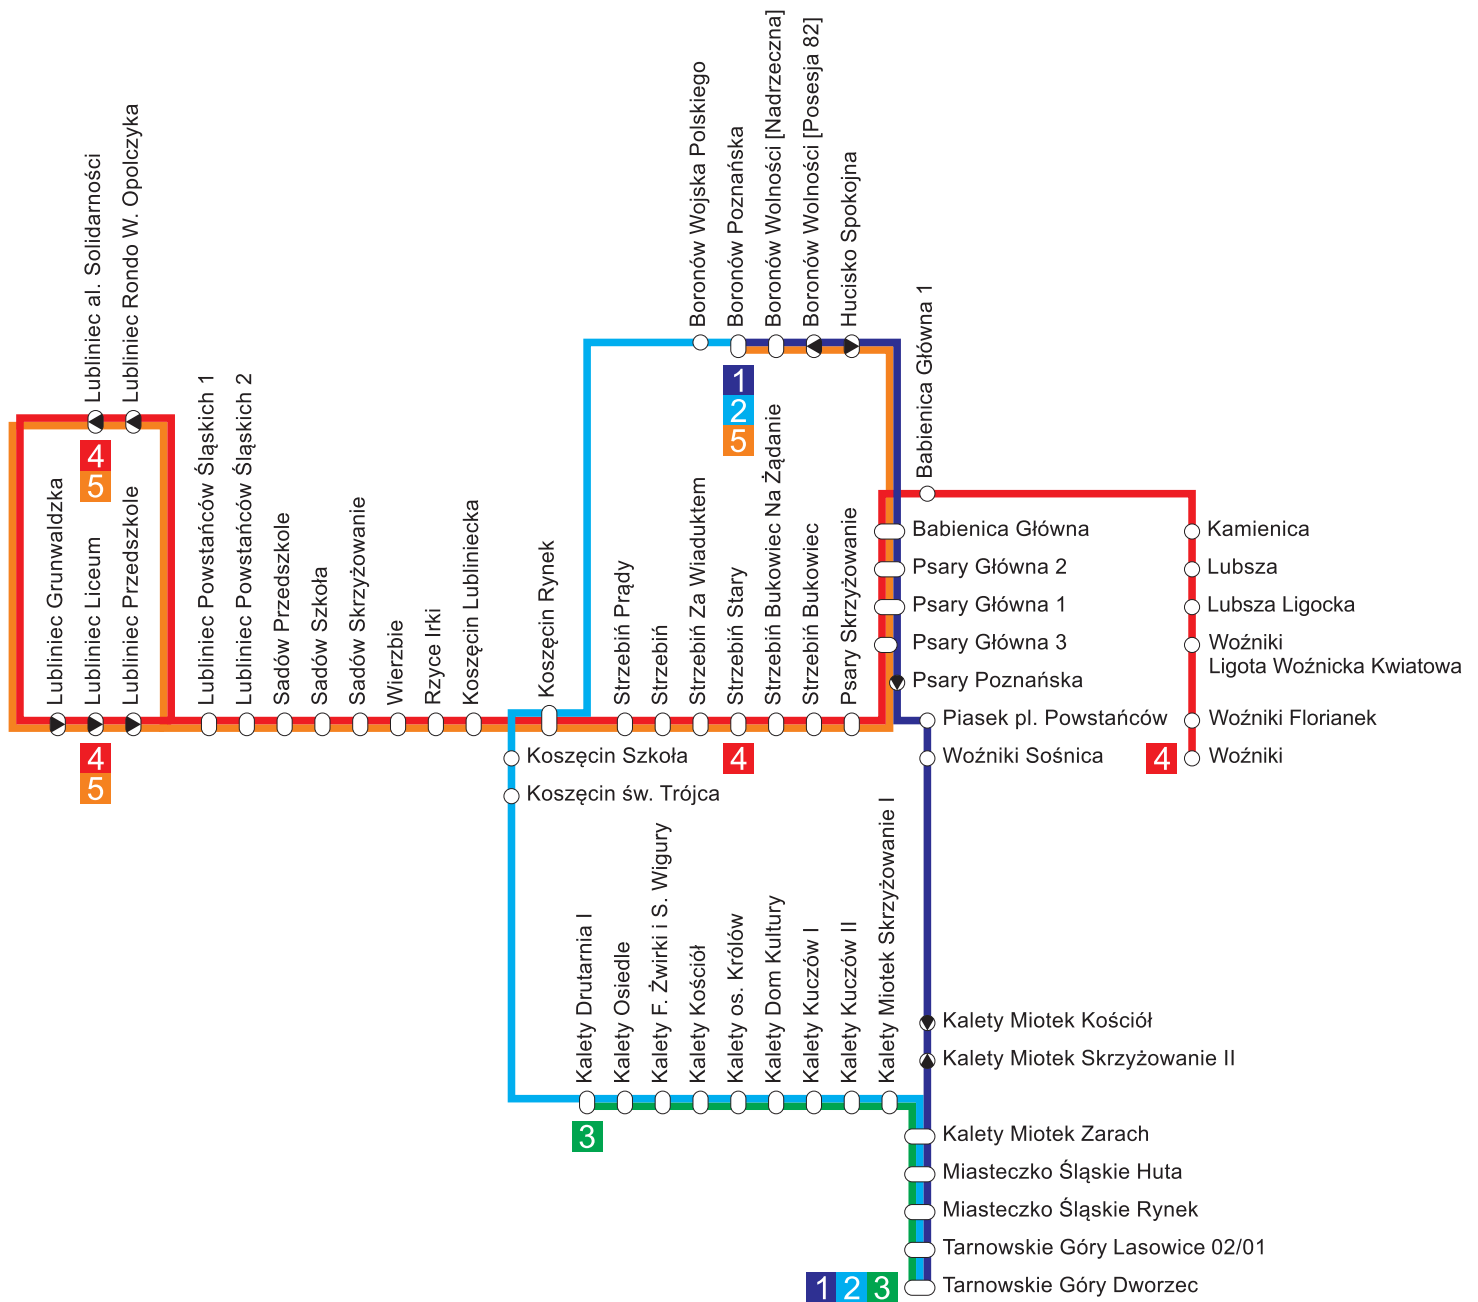 Lubliniec al. Solidarności
Lubliniec Rondo W. Opolczyka
4
5
Lubliniec Grunwaldzka
Lubliniec Liceum
Lubliniec Przedszkole
4
5
Lubliniec Powstańców Śląskich 1
Lubliniec Powstańców Śląskich 2
Sadów Przedszkole
Sadów Szkoła
Sadów Skrzyżowanie
Wierzbie
Rzyce Irki
Koszęcin Lubliniecka
Koszęcin Rynek
Strzebiń Prądy
Strzebiń
Strzebiń Za Wiaduktem
Strzebiń Stary
Strzebiń Bukowiec Na Żądanie
Strzebiń Bukowiec
Psary Skrzyżowanie
4
Boronów Wojska Polskiego
Boronów Poznańska
Boronów Wolności [Nadrzeczna]
Boronów Wolności [Posesja 82]
Hucisko Spokojna
1
2
5
Babienica Główna 1
Babienica Główna
Psary Główna 2
Psary Główna 1
Psary Główna 3
Psary Poznańska
Piasek pl. Powstańców
Woźniki Sośnica
Kamienica
Lubsza
Lubsza Ligocka
Woźniki
Ligota Woźnicka Kwiatowa
Woźniki Florianek
4
Woźniki
Koszęcin Szkoła
Koszęcin św. Trójca
Kalety Drutarnia I
Kalety Osiedle
Kalety F. Żwirki i S. Wigury
Kalety Kościół
Kalety os. Królów
Kalety Dom Kultury
Kalety Kuczów I
Kalety Kuczów II
Kalety Miotek Skrzyżowanie I
3
Kalety Miotek Kościół
Kalety Miotek Skrzyżowanie II
Kalety Miotek Zarach
Miasteczko Śląskie Huta
Miasteczko Śląskie Rynek
Tarnowskie Góry Lasowice 02/01
1 2 3
Tarnowskie Góry Dworzec